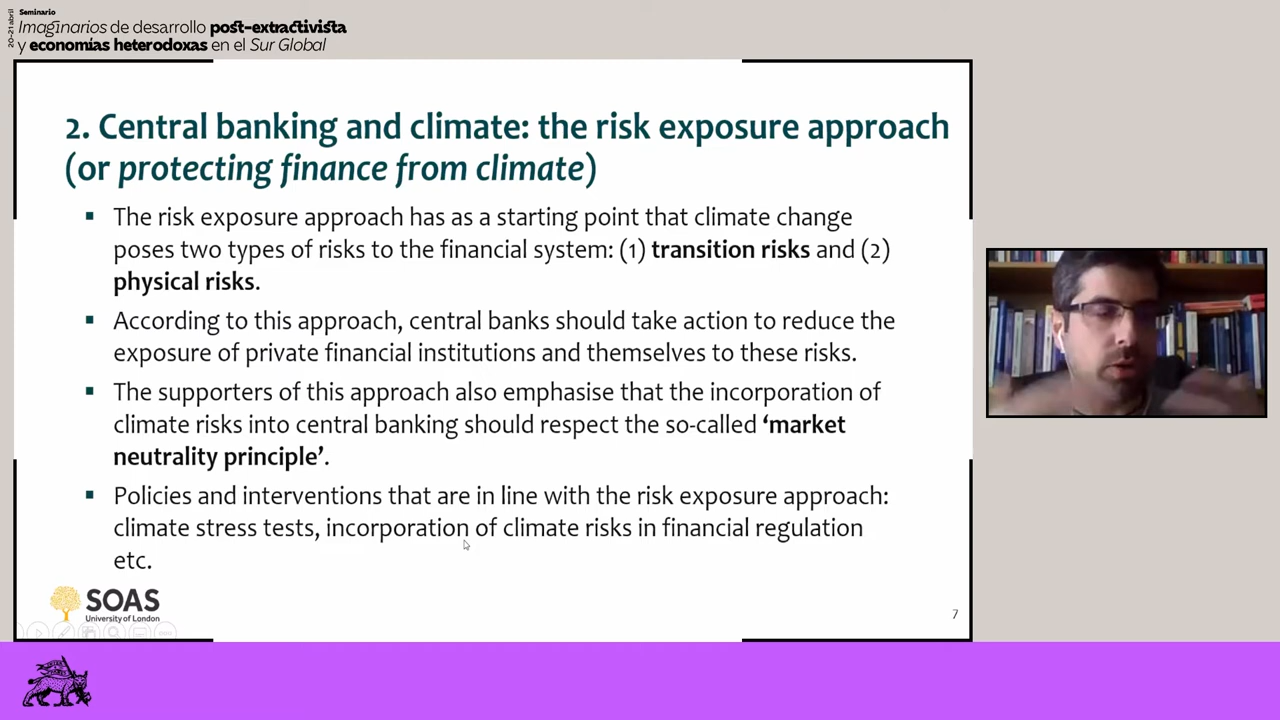 20-21 abril
Seminario
Imaginarios de desarrollo post-extractivista
y economías heterodoxas en el Sur Global
2. Central banking and climate: the risk exposure approach
(or protecting finance from climate)
The risk exposure approach has as a starting point that climate change
poses two types of risks to the financial system: (1) transition risks and (2)
physical risks.
According to this approach, central banks should take action to reduce the
exposure of private financial institutions and themselves to these risks.
The supporters of this approach also emphasise that the incorporation of
climate risks into central banking should respect the so-called ‘market
neutrality principle’.
Policies and interventions that are in line with the risk exposure approach:
climate stress tests, incorporation of climate risks in financial regulation
etc.
SOAS
University of London
7